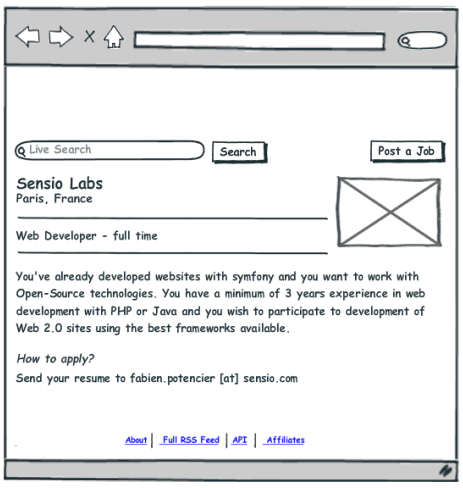 Live Search
Search
Post a Job
Sensio Labs
Paris, France
Web Developer - full time
You've already developed websites with symfony and you want to work with
Open-Source technologies. You have a minimum of 3 years experience in web
development with PHP or Java and you wish to participate to development of
Web 2.0 sites using the best frameworks available.
How to apply?
Send your resume to fabien.potencier [at] sensio.com
About | Full RSS Feed | API | Affiliates